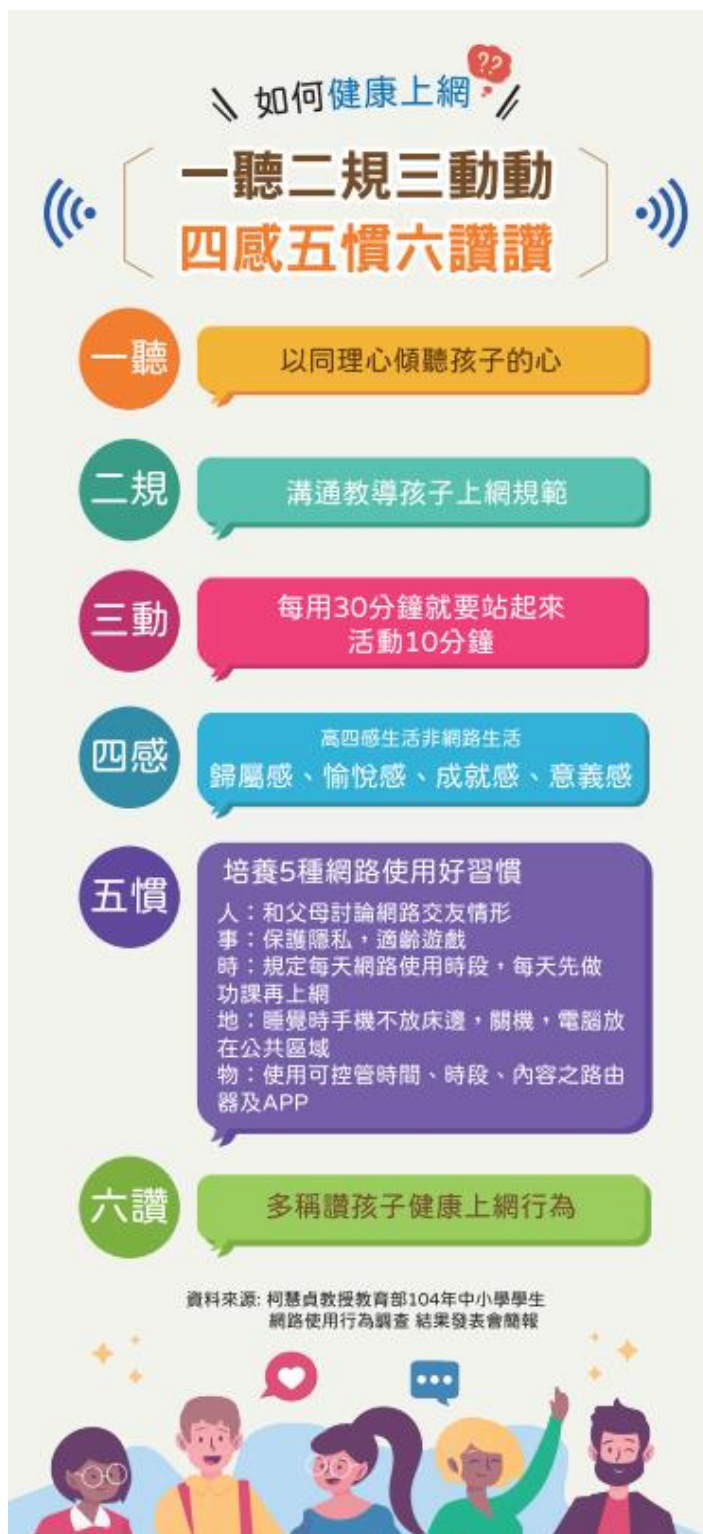 如何健康上網
??
一聽二規三動動
四感五慣六讚讚
一聽
以同理心傾聽孩子的心
二規
溝通教導孩子上網規範
三動
每用30分鐘就要站起來
活動10分鐘
四感
高四感生活非網路生活
歸屬感、愉悅感、成就感、意義感
五慣
培養5種網路使用好習慣
人：和父母討論網路交友情形
事：保護隱私，適齡遊戲
時：規定每天網路使用時段，每天先做
功課再上網
地：睡覺時手機不放床邊，關機，電腦放
在公共區域
物：使用可控管時間、時段、內容之路由
器及APP
六讚
多稱讚孩子健康上網行為
資料來源: 柯慧貞教授教育部104年中小學學生
網路使用行為調查 結果發表會簡報